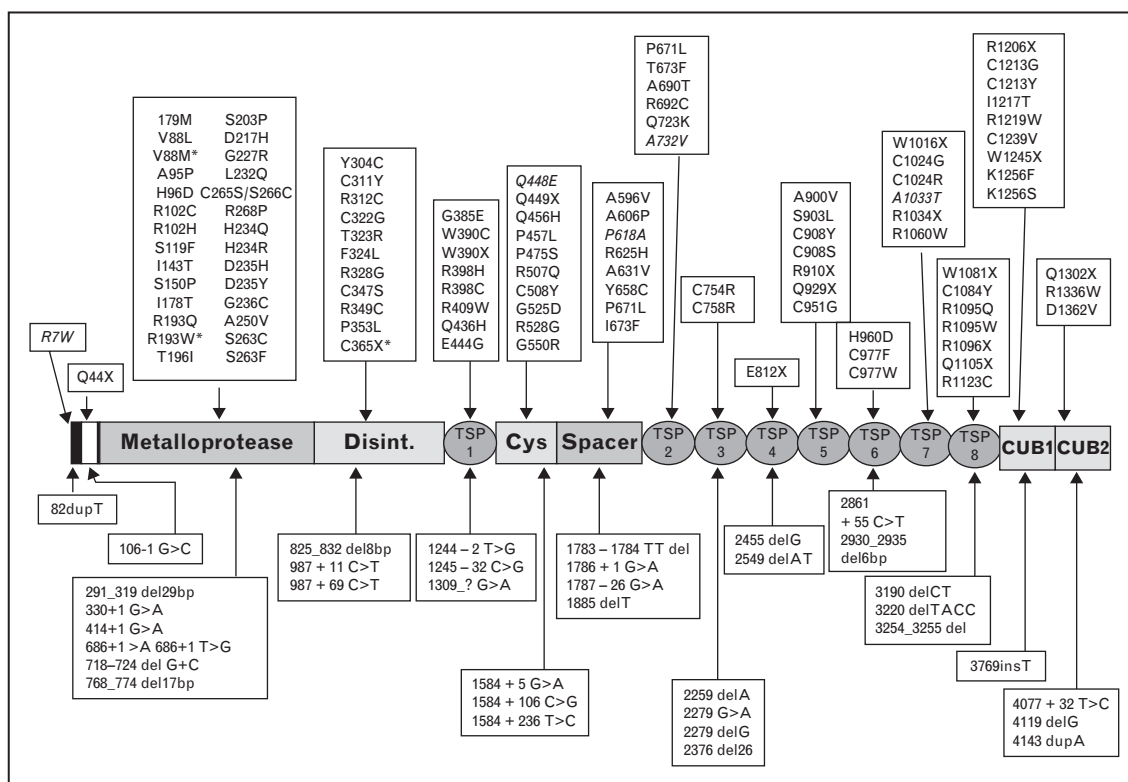 P671L
T673F
A690T
R692C
Q723K
A732V
R1206X
C1213G
C1213Y
I1217T
R1219W
C1239V
W1245X
K1256F
K1256S
179M S203P
V88L D217H
V88M* G227R
A95P L232Q
H96D C265S/S266C
R102C R268P
R102H H234Q
S119F H234R
I143T D235H
S150P D235Y
I178T G236C
R193Q A250V
R193W* S263C
T196I S263F
Y304C
C311Y
R312C
C322G
T323R
F324L
R328G
C347S
R349C
P353L
C365X*
G385E
W390C
W390X
R398H
R398C
R409W
Q436H
E444G
Q448E
Q449X
Q456H
P457L
P475S
R507Q
C508Y
G525D
R528G
G550R
A596V
A606P
P618A
R625H
A631V
Y658C
P671L
I673F
C754R
C758R
A900V
S903L
C908Y
C908S
R910X
Q929X
C951G
W1016X
C1024G
C1024R
A1033T
R1034X
R1060W
W1081X
C1084Y
R1095Q
R1095W
R1096X
Q1105X
R1123C
Q1302X
R1336W
D1362V
R7W
Q44X
E812X
H960D
C977F
C977W
Metalloprotease Disint. TSP 1 Cys Spacer TSP 2 TSP 3 TSP 4 TSP 5 TSP 6 TSP 7 TSP 8 CUB1 CUB2
82dupT
106-1 G>C
291_319 del29bp
330+1 G>A
414+1 G>A
686+1 >A 686+1 T>G
718–724 del G+C
768_774 del17bp
825_832 del8bp
987 + 11 C>T
987 + 69 C>T
1244 – 2 T>G
1245 – 32 C>G
1309_? G>A
1584 + 5 G>A
1584 + 106 C>G
1584 + 236 T>C
1783 – 1784 TT del
1786 + 1 G>A
1787 – 26 G>A
1885 delT
2259 delA
2279 G>A
2279 delG
2376 del26
2455 delG
2549 delAT
2861
+ 55 C>T
2930_2935
del6bp
3190 delCT
3220 delTACC
3254_3255 del
3769insT
4077 + 32 T>C
4119 delG
4143 dupA